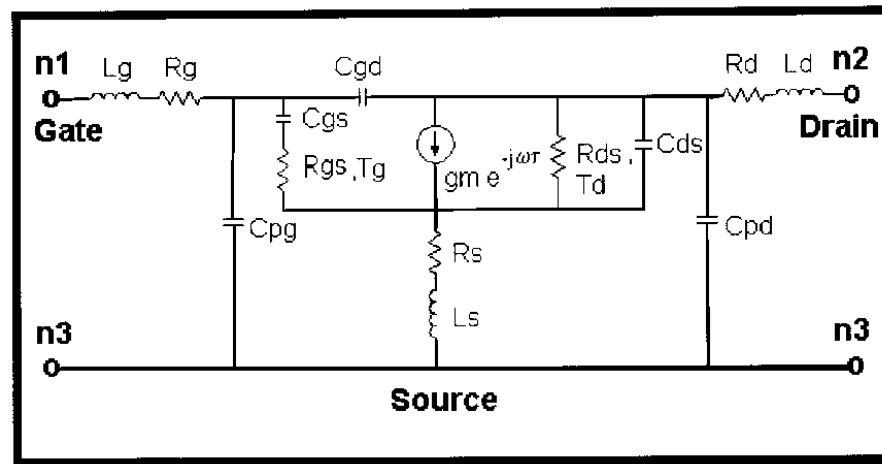 n1 Lg Rg Cgd Rd Ld n2
Gate Drain
Cgs Cds
Rgs,Tg gm e-jωτ Rds,
Td
Cpg Cpd
Rs
Ls
n3 n3
Source